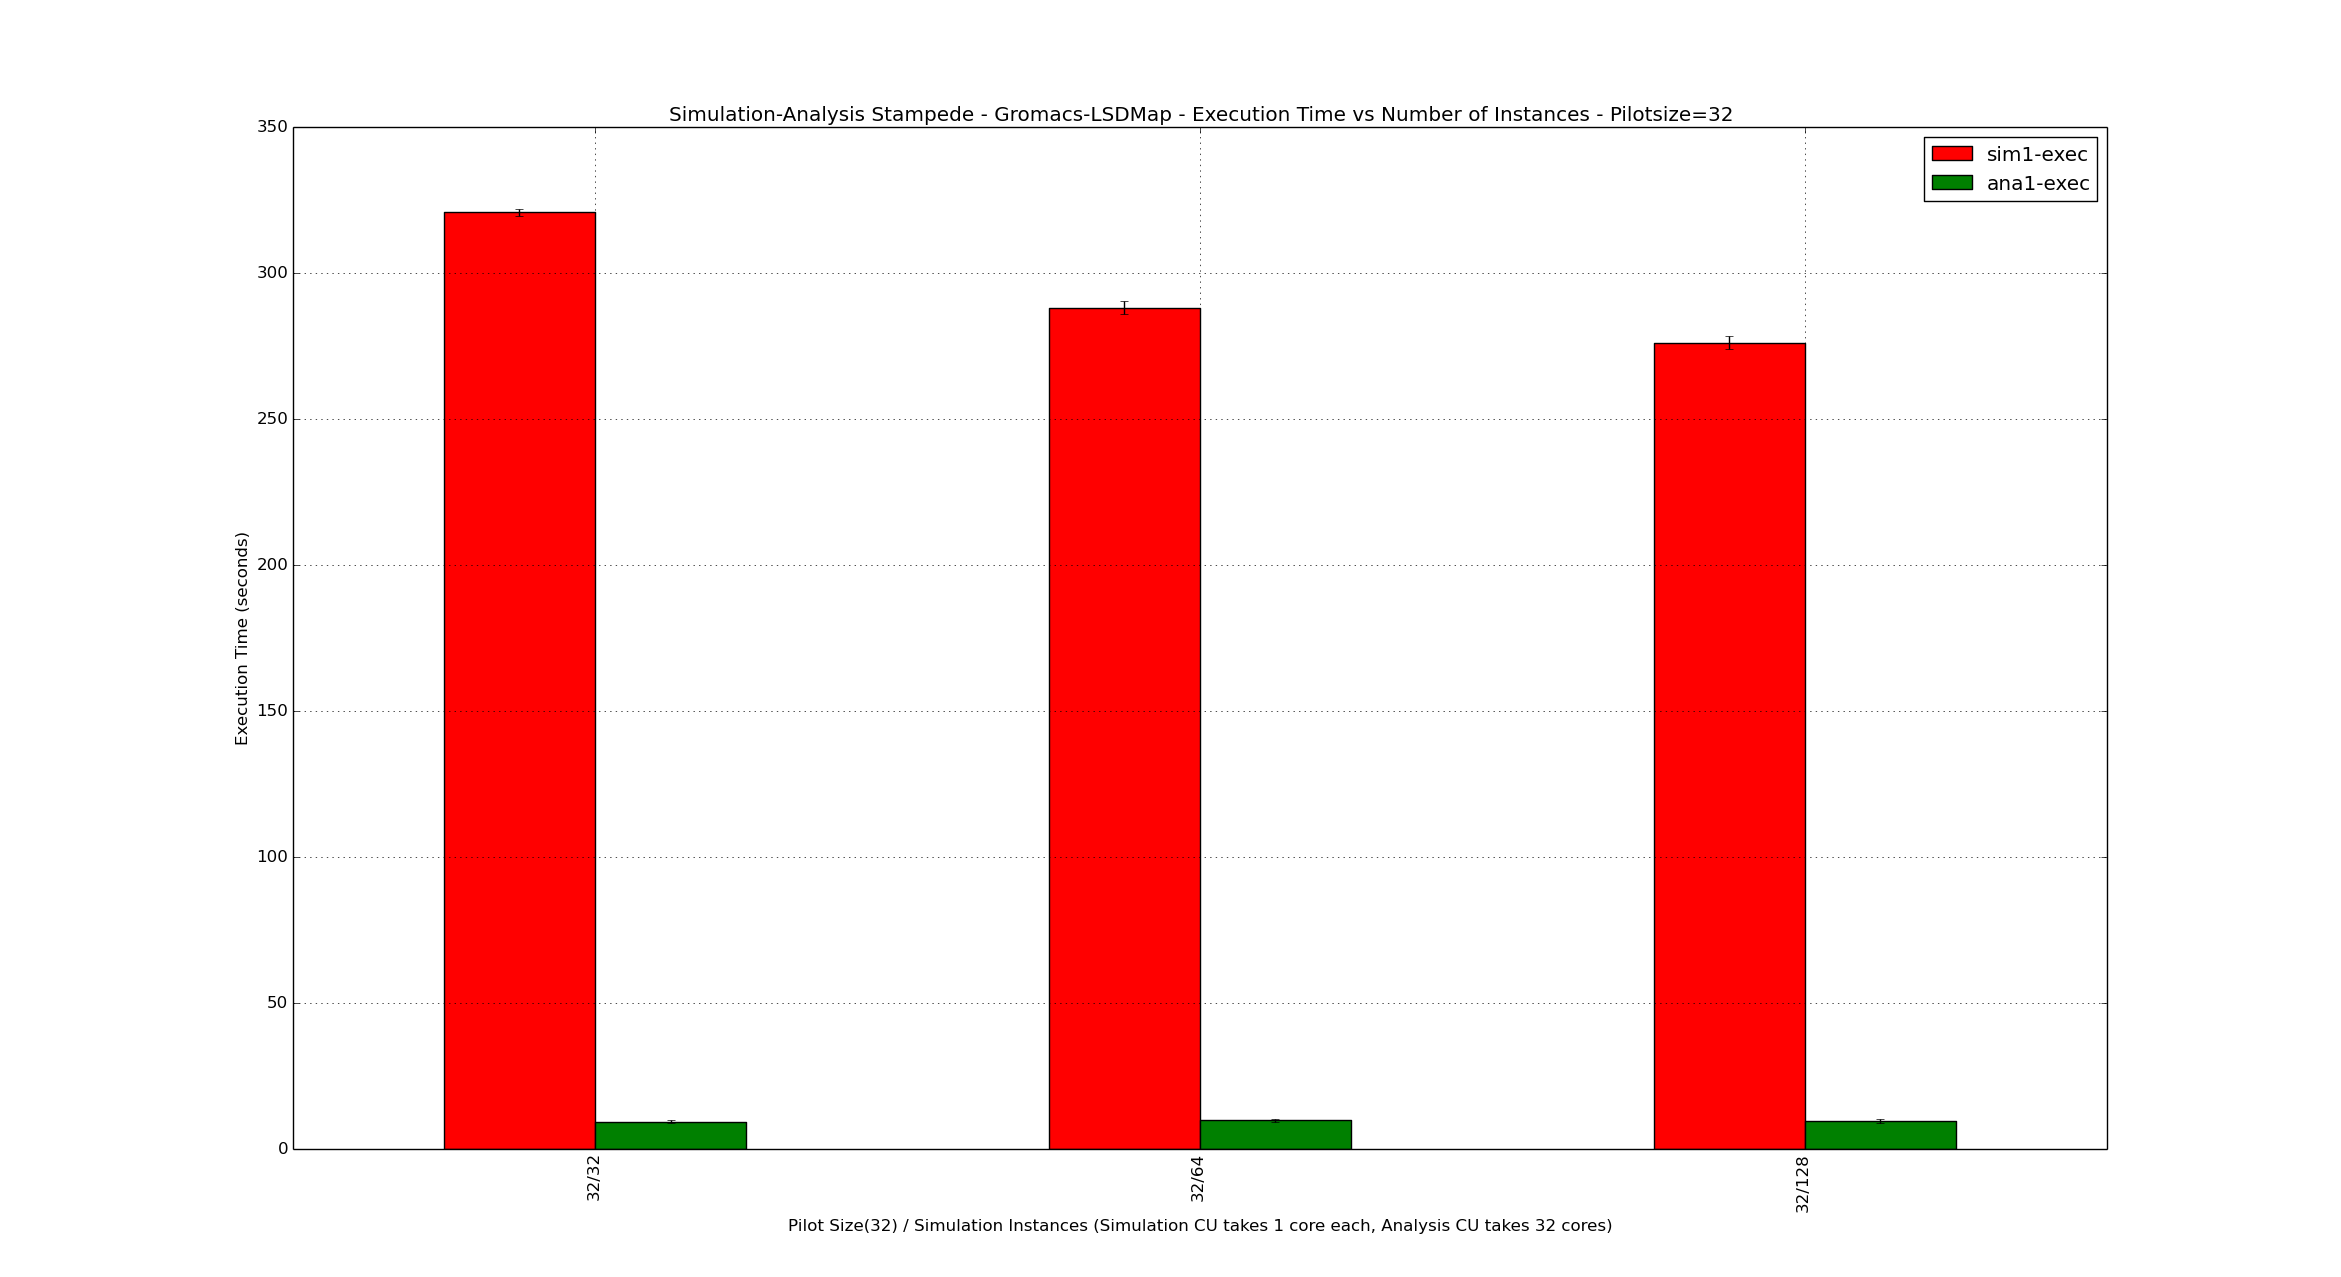 Simulation-Analysis Stampede - Gromacs-LSDMap - Execution Time vs Number of Instances - Pilotsize=32
sim1-exec
ana1-exec
350
300
250
200
150
100
50
0
Execution Time (seconds)
32/32
32/64
32/128
Pilot Size(32) / Simulation Instances (Simulation CU takes 1 core each, Analysis CU takes 32 cores)